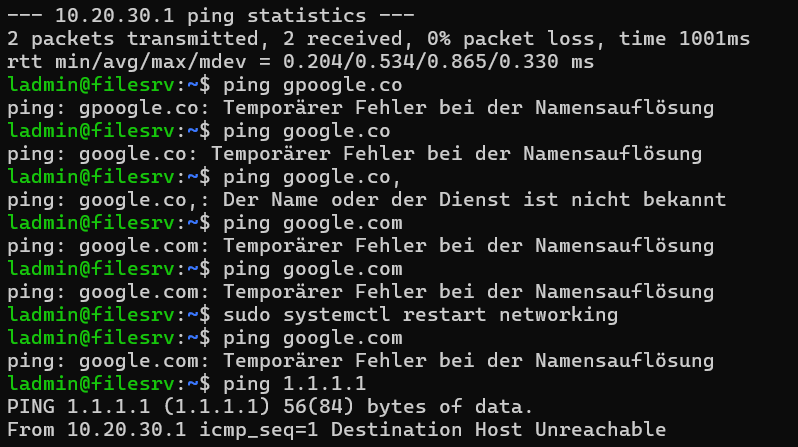 --- 10.20.30.1 ping statistics ---
2 packets transmitted, 2 received, 0% packet loss, time 1001ms
rtt min/avg/max/mdev = 0.204/0.534/0.865/0.330 ms
ladmin@filesrv:~$ ping gpoogle.co
ping: gpoogle.co: Temporärer Fehler bei der Namensauflösung
ladmin@filesrv:~$ ping google.co
ping: google.co: Temporärer Fehler bei der Namensauflösung
ladmin@filesrv:~$ ping google.co,
ping: google.co,: Der Name oder der Dienst ist nicht bekannt
ladmin@filesrv:~$ ping google.com
ping: google.com: Temporärer Fehler bei der Namensauflösung
ladmin@filesrv:~$ ping google.com
ping: google.com: Temporärer Fehler bei der Namensauflösung
ladmin@filesrv:~$ sudo systemctl restart networking
ladmin@filesrv:~$ ping google.com
ping: google.com: Temporärer Fehler bei der Namensauflösung
ladmin@filesrv:~$ ping 1.1.1.1
PING 1.1.1.1 (1.1.1.1) 56(84) bytes of data.
From 10.20.30.1 icmp_seq=1 Destination Host Unreachable